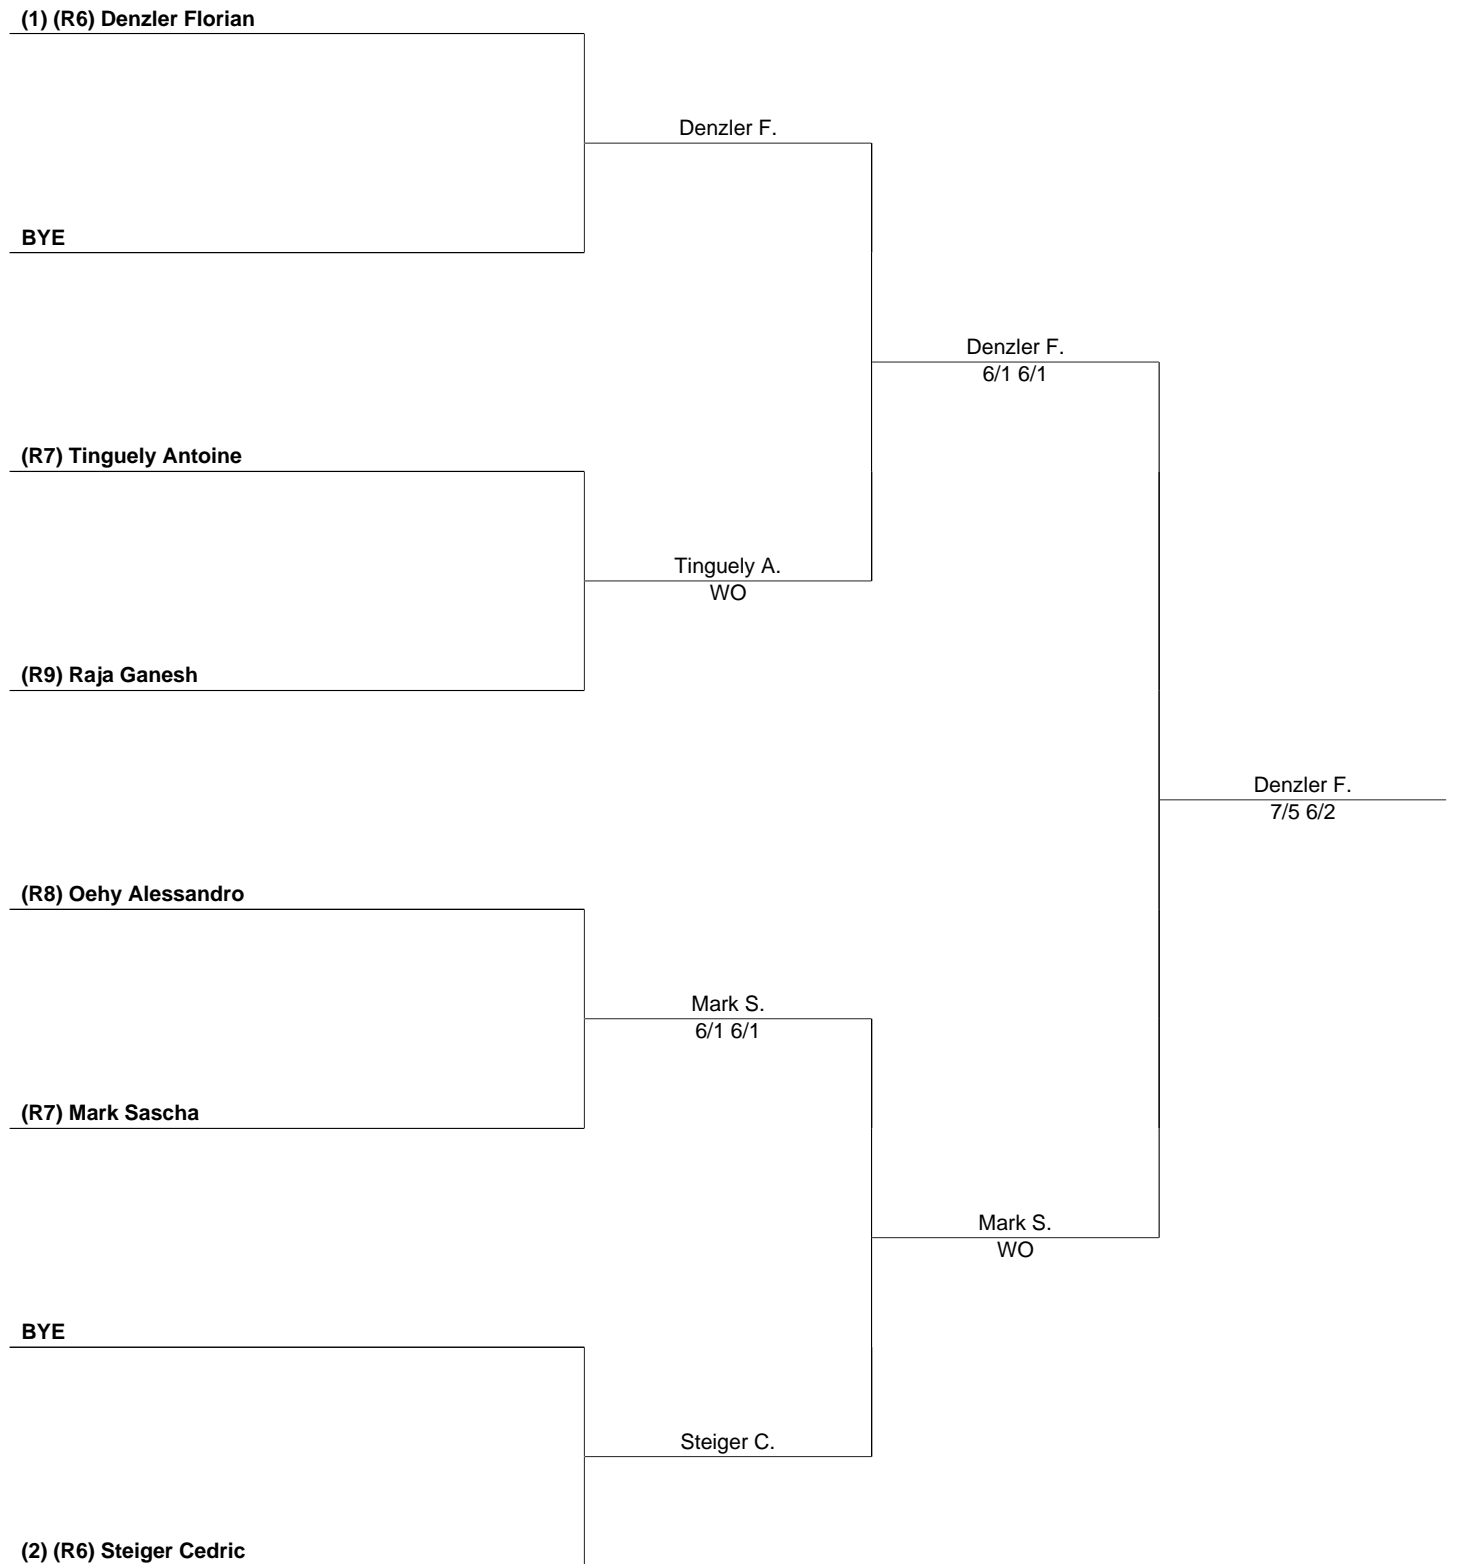 (1) (R6) Denzler Florian
Denzler F.
BYE
Denzler F.
6/1 6/1
(R7) Tinguely Antoine
Tinguely A.
WO
(R9) Raja Ganesh
Denzler F.
7/5 6/2
(R8) Oehy Alessandro
Mark S.
6/1 6/1
(R7) Mark Sascha
Mark S.
WO
BYE
Steiger C.
(2) (R6) Steiger Cedric